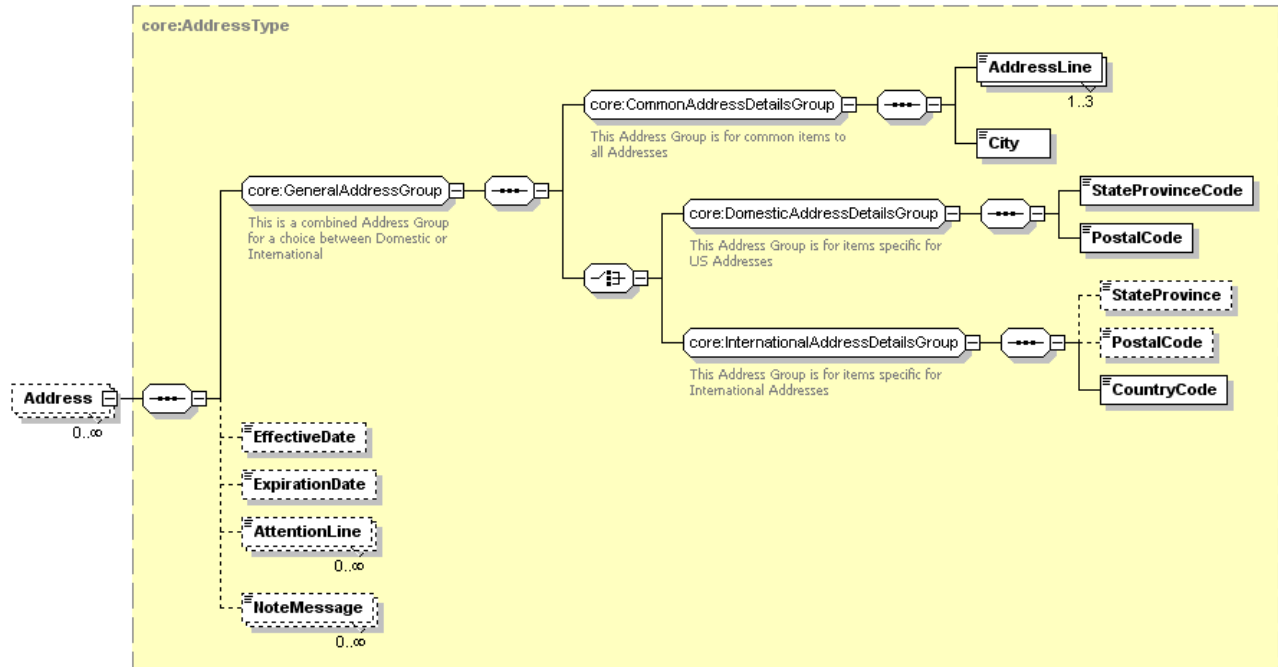 core:AddressType
AddressLine
1..3
core:CommonAddressDetailsGroup
This Address Group is for common items to
all Addresses
City
core:GeneralAddressGroup
This is a combined Address Group
for a choice between Domestic or
International
core:DomesticAddressDetailsGroup
This Address Group is for items specific for
US Addresses
StateProvinceCode
PostalCode
core:InternationalAddressDetailsGroup
This Address Group is for items specific for
International Addresses
StateProvince
PostalCode
CountryCode
Address
0..∞
EffectiveDate
ExpirationDate
AttentionLine
0..∞
NoteMessage
0..∞